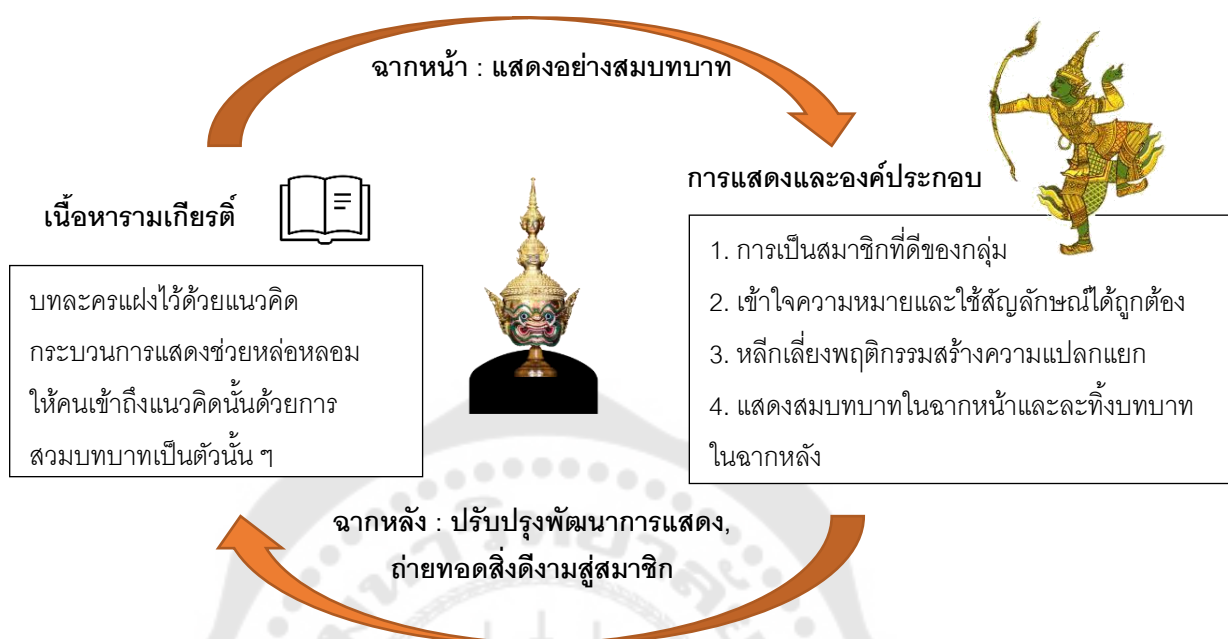 ฉากหน้า : แสดงอย่างสมบทบาท
เนื้อหารามเกียรติ์
บทละครแฝงไว้ด้วยแนวคิด
กระบวนการแสดงช่วยหล่อหลอม
ให้คนเข้าถึงแนวคิดนั้นด้วยการ
สวมบทบาทเป็นตัวนั้น ๆ
การแสดงและองค์ประกอบ
1. การเป็นสมาชิกที่ดีของกลุ่ม
2. เข้าใจความหมายและใช้สัญลักษณ์ได้ถูกต้อง
3. หลีกเลี่ยงพฤติกรรมสร้างความแปลกแยก
4. แสดงสมบทบาทในฉากหน้าและละทิ้งบทบาท
ในฉากหลัง
ฉากหลัง : ปรับปรุงพัฒนาการแสดง,
ถ่ายทอดสิ่งดีงามสู่สมาชิก